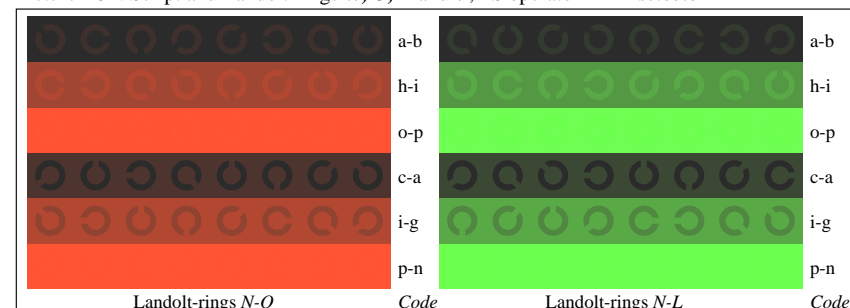 a-b a-b
h-i h-i
o-p o-p
c-a c-a
i-g i-g
p-n p-n
Landolt-rings N-O Code Landolt-rings N-L Code